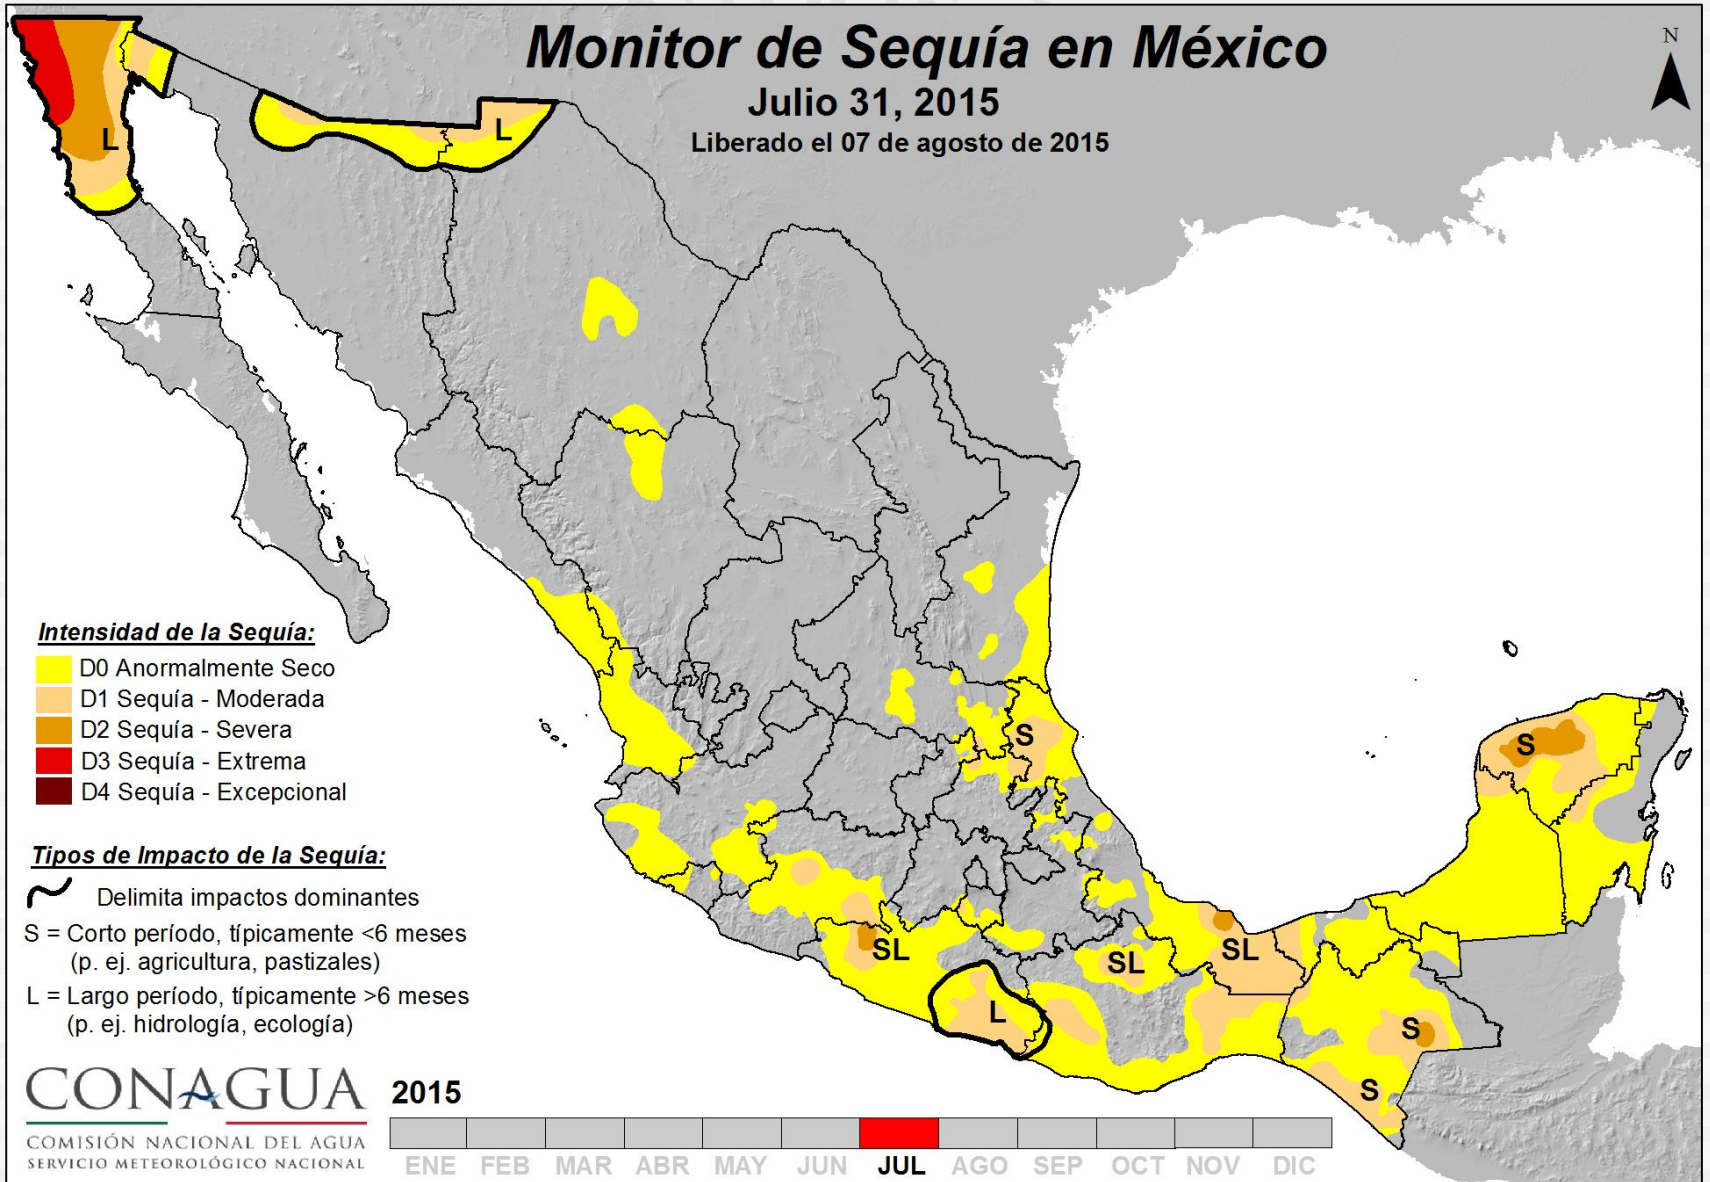 Monitor de Sequía en México
Julio 31, 2015
Liberado el 07 de agosto de 2015
N
L
L
S
S
SL
SL
SL
L
S
S
Intensidad de la Sequía:
D0 Anormalmente Seco
D1 Sequía - Moderada
D2 Sequía - Severa
D3 Sequía - Extrema
D4 Sequía - Excepcional
Tipos de Impacto de la Sequía:
Delimita impactos dominantes
S = Corto período, típicamente <6 meses
(p. ej. agricultura, pastizales)
L = Largo período, típicamente >6 meses
(p. ej. hidrología, ecología)
CONAGUA
COMISIÓN NACIONAL DEL AGUA
SERVICIO METEOROLÓGICO NACIONAL
2015
ENE FEB MAR ABR MAY JUN JUL AGO SEP OCT NOV DIC